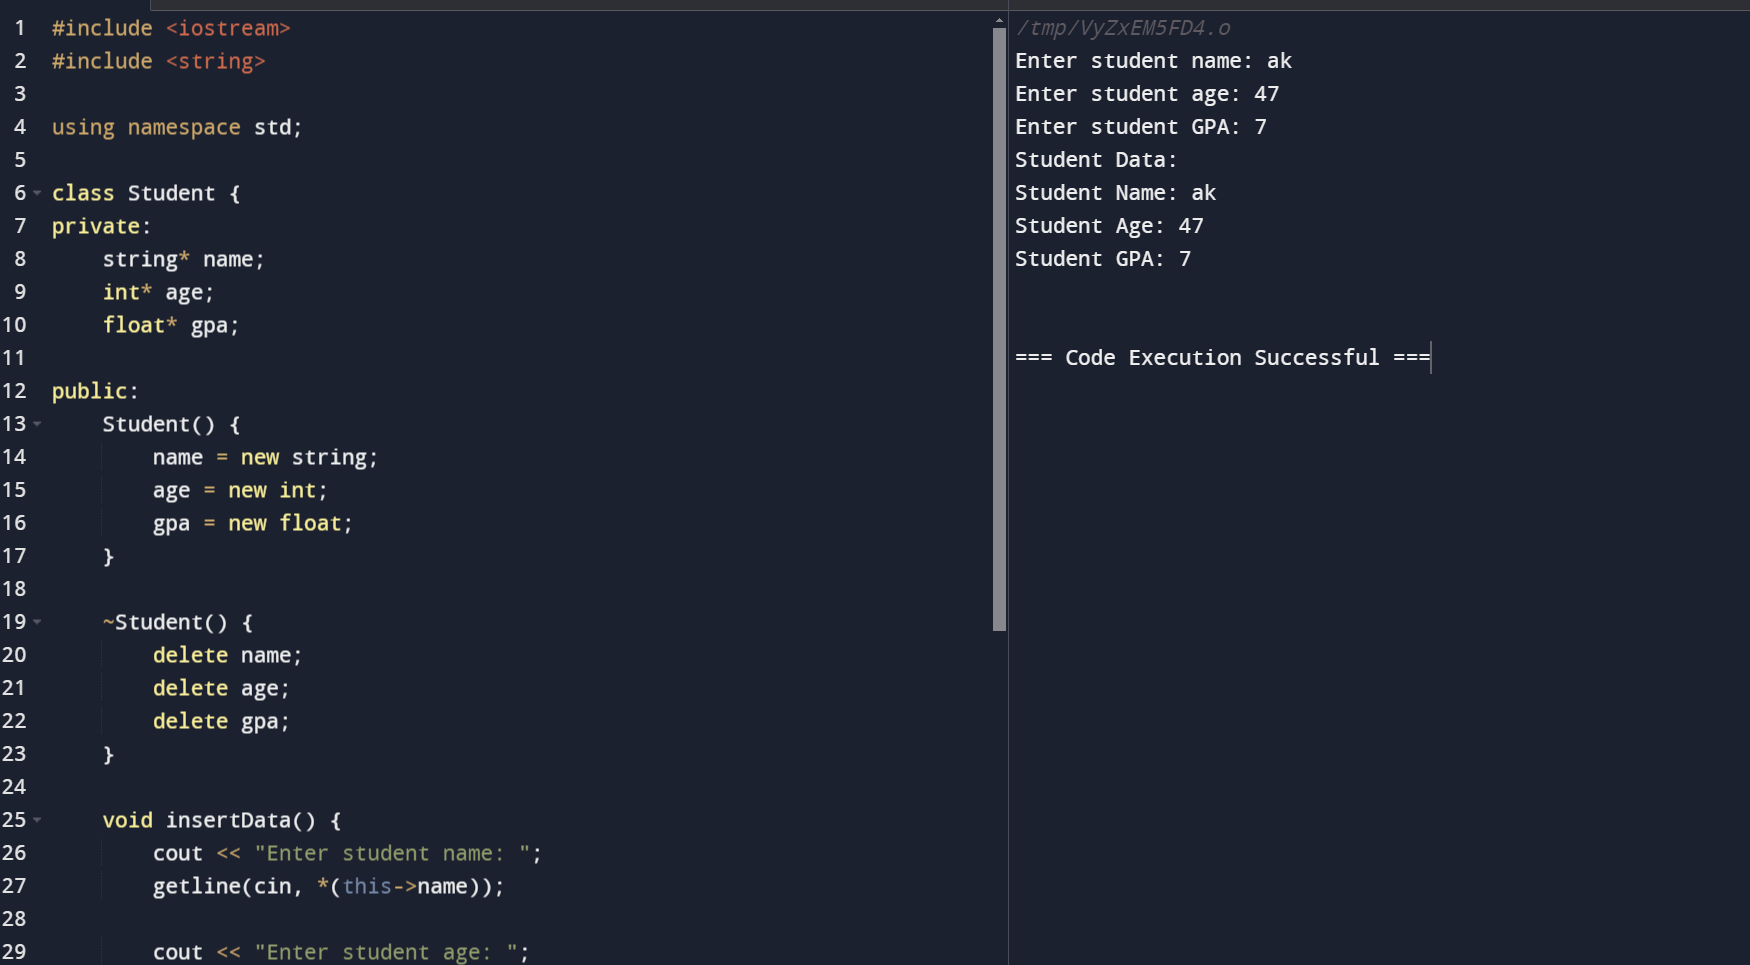 1 #include <iostream>
2 #include <string>
3
4 using namespace std;
5
6 class Student {
7 private:
8     string* name;
9     int* age;
10     float* gpa;
11
12 public:
13     Student() {
14         name = new string;
15         age = new int;
16         gpa = new float;
17     }
18
19     ~Student() {
20         delete name;
21         delete age;
22         delete gpa;
23     }
24
25     void insertData() {
26         cout << "Enter student name: ";
27         getline(cin, *(this->name));
28
29         cout << "Enter student age: ";
/tmp/VyZxEM5FD4.o
Enter student name: ak
Enter student age: 47
Enter student GPA: 7
Student Data:
Student Name: ak
Student Age: 47
Student GPA: 7
=== Code Execution Successful ===